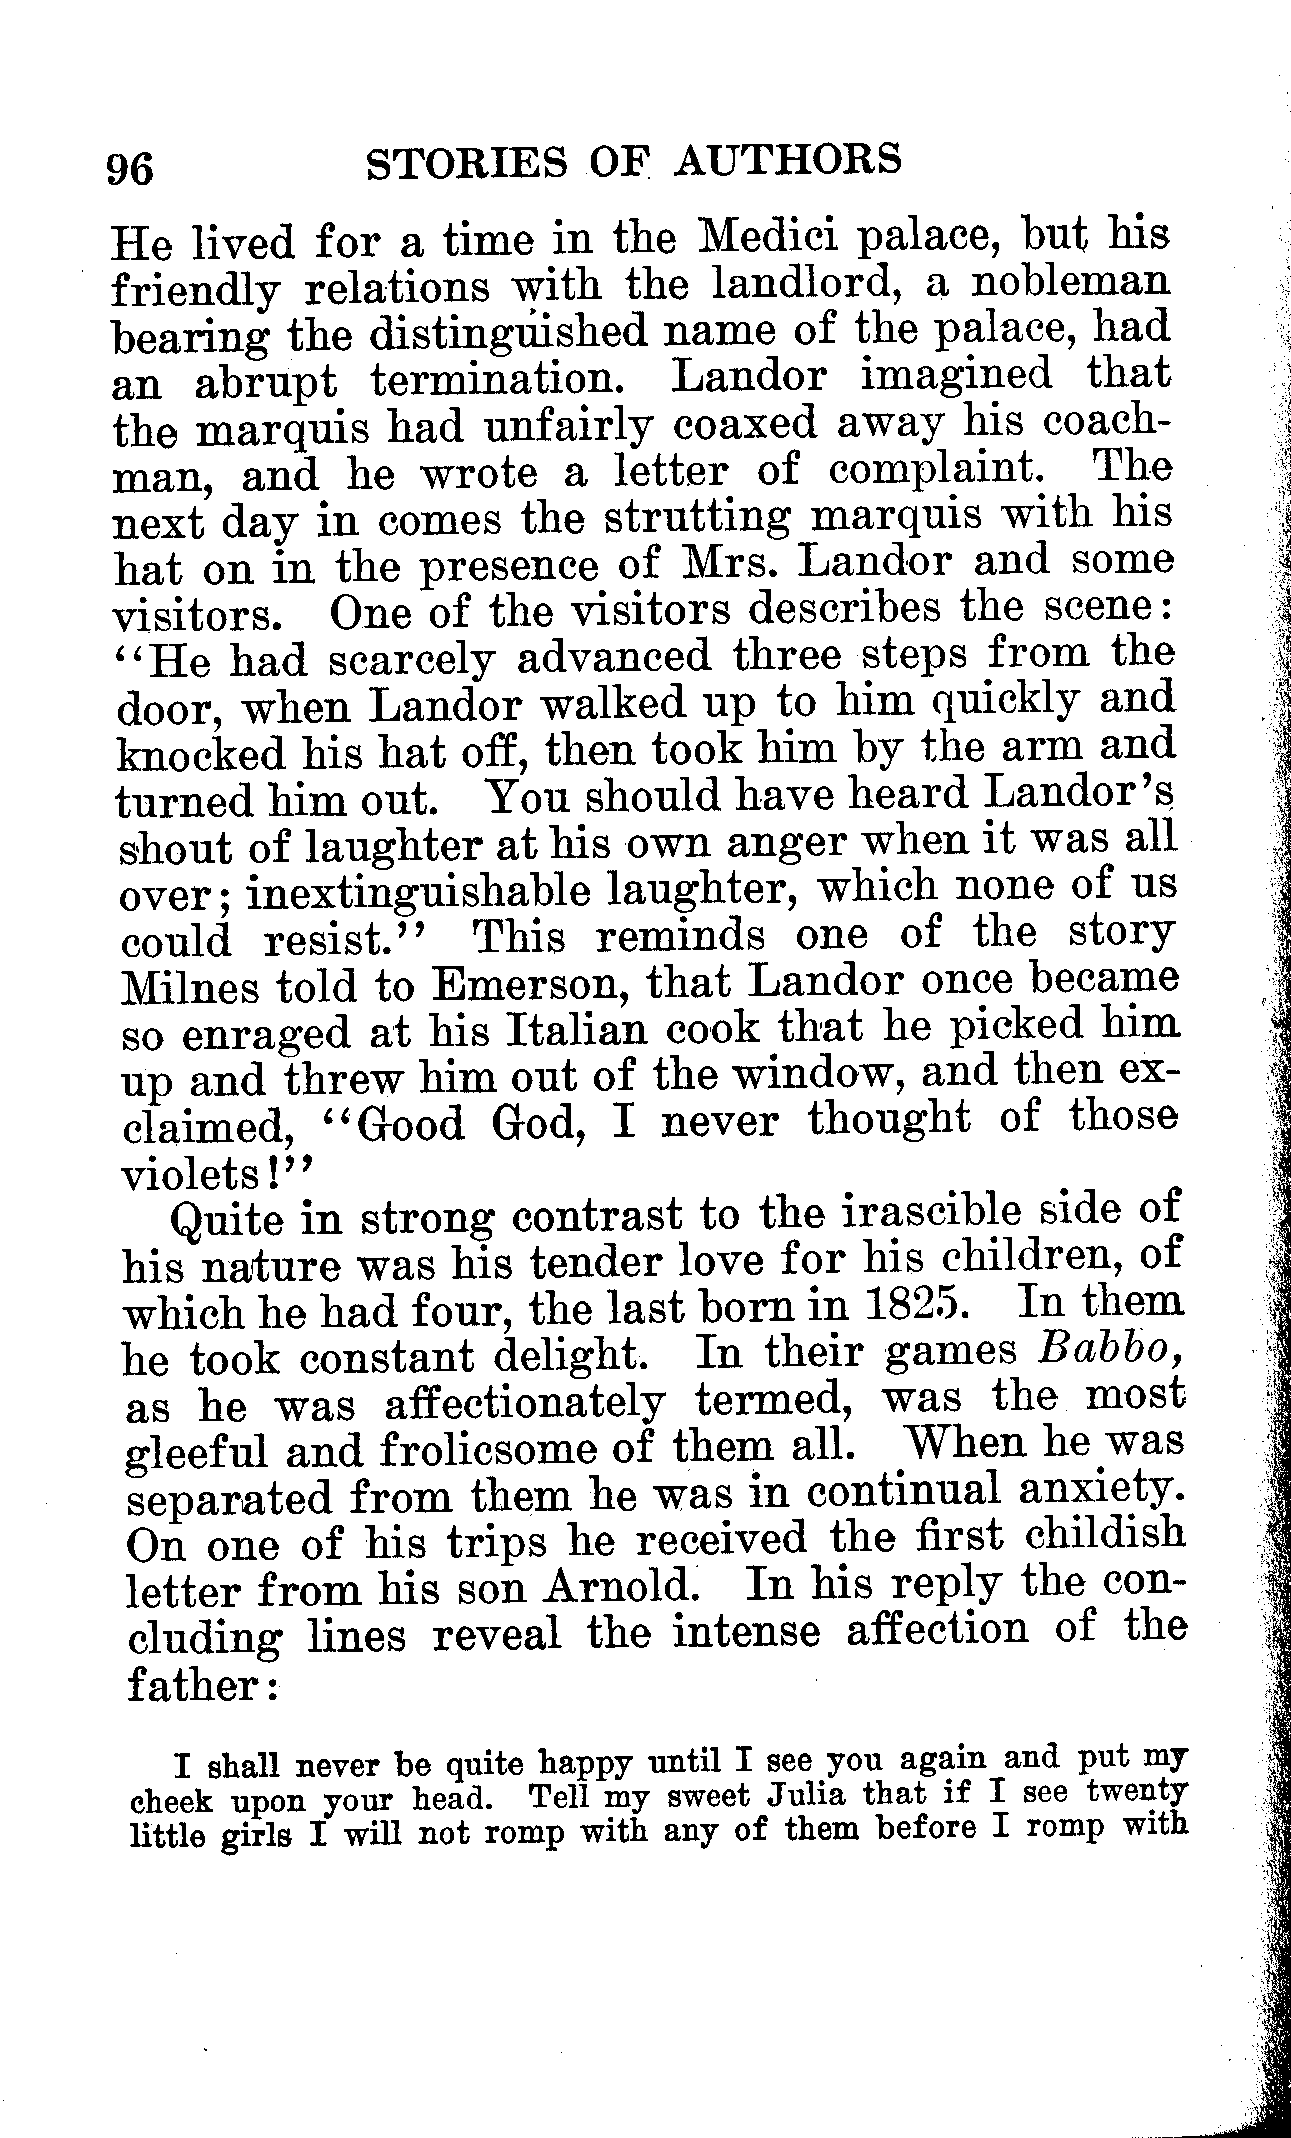 96 STORIES OF AUTHORS
He lived for a time in the Medici palace, but his
friendly relations with the landlord, a nobleman
bearing the distinguished name of the palace, had
an abrupt termination. Landor imagined that
the marquis had unfairly coaxed away his coach-
man, and he wrote a letter of complaint. The
next day in comes the strutting marquis with his
hat on in the presence of Mrs. Landor and some
visitors. One of the visitors describes the scene:
"He had scarcely advanced three steps from the
door, when Landor walked up to him quickly and
knocked his hat off, then took him by the arm and
turned him out. You should have heard Landor's
shout of laughter at his own anger when it was all
over; inextinguishable laughter, which none of us
could resist." This reminds one of the story
Milnes told to Emerson, that Landor once became
so enraged at his Italian cook that he picked him
up and threw him out of the window, and then ex-
claimed, "Good God, I never thought of those
violets!"
Quite in strong contrast to the irascible side of
his nature was his tender love for his children, of
which he had four, the last born in 1825. In them
he took constant delight. In their games Babbo,
as he was affectionately termed, was the most
gleeful and frolicsome of them all. When he was
separated from them he was in continual anxiety.
On one of his trips he received the first childish
letter from his son Arnold. In his reply the con-
cluding lines reveal the intense affection of the
father:
I shall never be quite happy until I see you again and put my
cheek upon your head. Tell my sweet Julia that if I see twenty
little girls I will not romp with any of them before I romp with